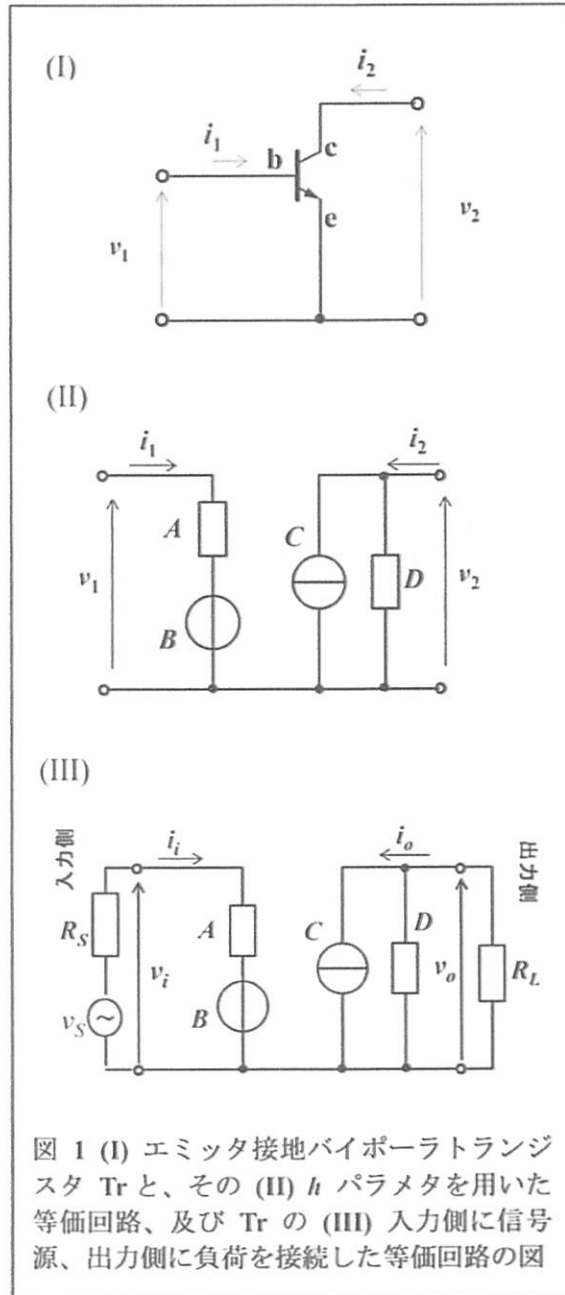 (I)
i2
i1
b
c
e
v1
v2
(II)
i1
i2
A
C
v1
D
v2
B
(III)
入力側
ii
io
出力側
RS
A
C
D
vi
vo
RL
vS
~
B
図 1 (I) エミッタ接地バイポーラトランジ
スタ Tr と、その (II) h パラメタを用いた
等価回路、及び Tr の (III) 入力側に信号
源、出力側に負荷を接続した等価回路の図